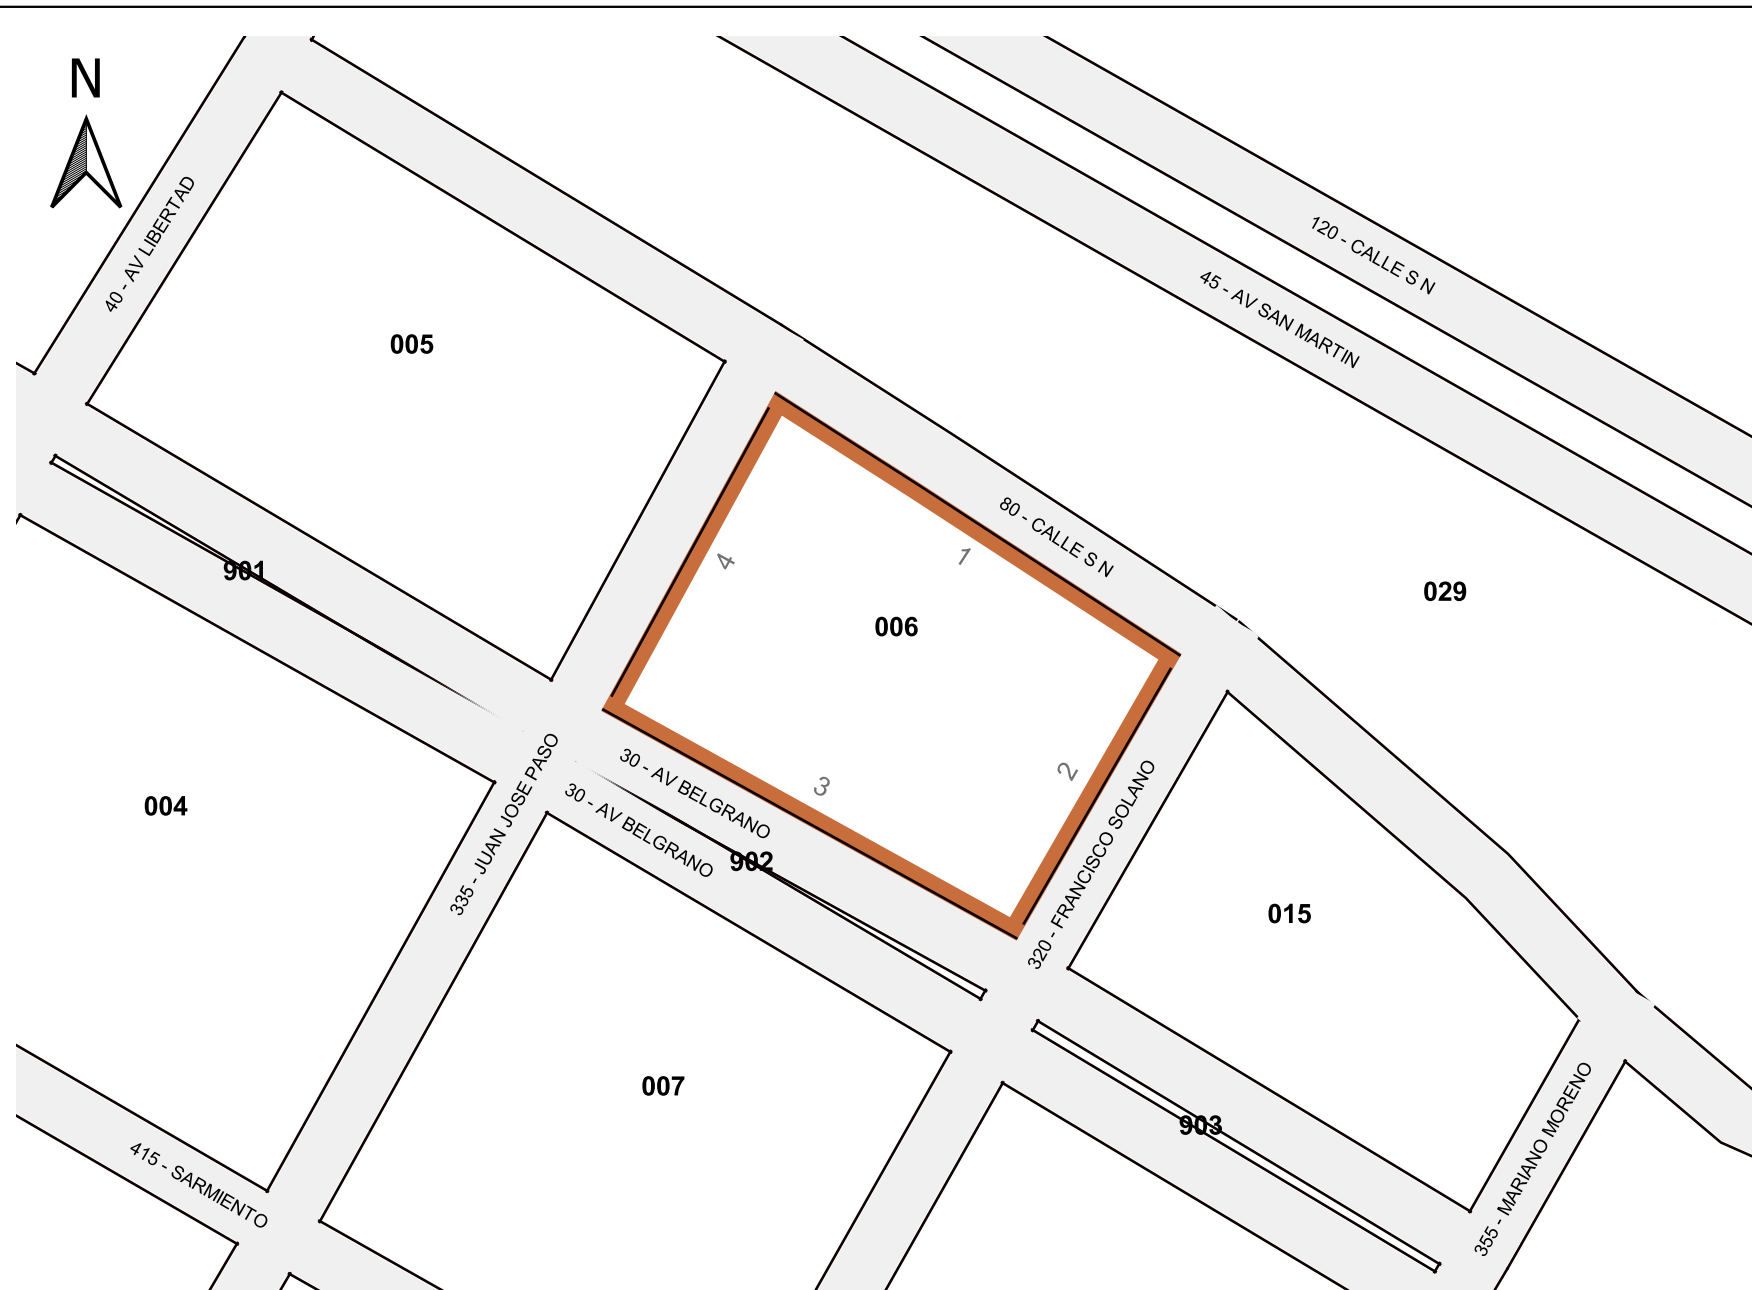 N
40 - AV LIBERTAD
120 - CALLE S N
45 - AV SAN MARTIN
005
80 - CALLE S N
4
1
901
029
006
30 - AV BELGRANO
3
2
30 - AV BELGRANO
004
335 - JUAN JOSE PASO
902
320 - FRANCISCO SOLANO
015
007
903
415 - SARMIENTO
355 - MARIANO MORENO